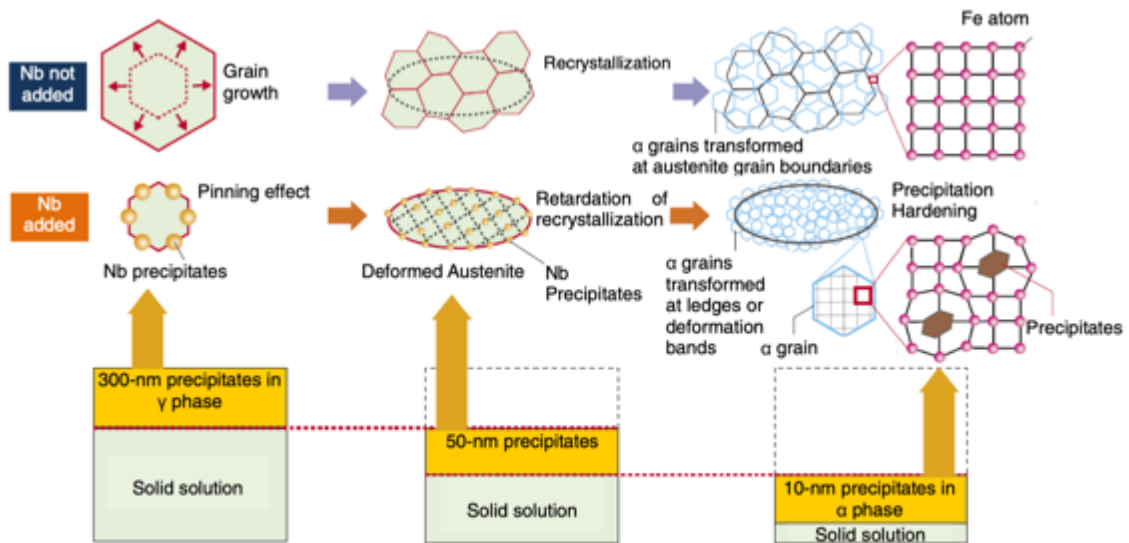 Nb not
added
Grain
growth
Recrystallization
Fe atom
α grains transformed
at austenite grain boundaries
Nb
added
Pinning effect
Nb precipitates
Retardation of
recrystallization
Deformed Austenite
Nb
Precipitates
Precipitation
Hardening
α grains
transformed
at ledges or
deformation
bands
α grain
Precipitates
300-nm precipitates in
γ phase
Solid solution
50-nm precipitates
Solid solution
10-nm precipitates in
α phase
Solid solution